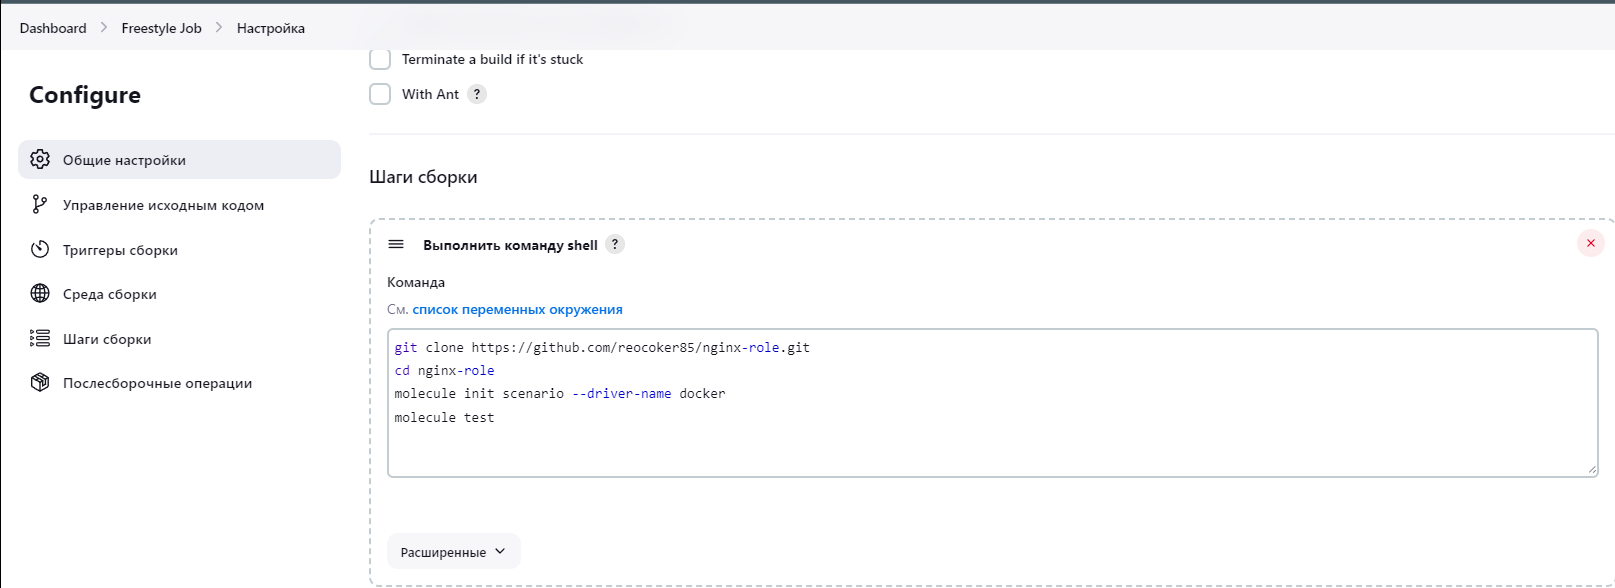 Dashboard > Freestyle Job > Настройка
Configure
Общие настройки
Управление исходным кодом
Триггеры сборки
Среда сборки
Шаги сборки
Послесборочные операции
Terminate a build if it's stuck
With Ant ?
Шаги сборки
Выполнить команду shell ?
Команда
См. список переменных окружения
git clone https://github.com/reocoker85/nginx-role.git
cd nginx-role
molecule init scenario --driver-name docker
molecule test
Расширенные